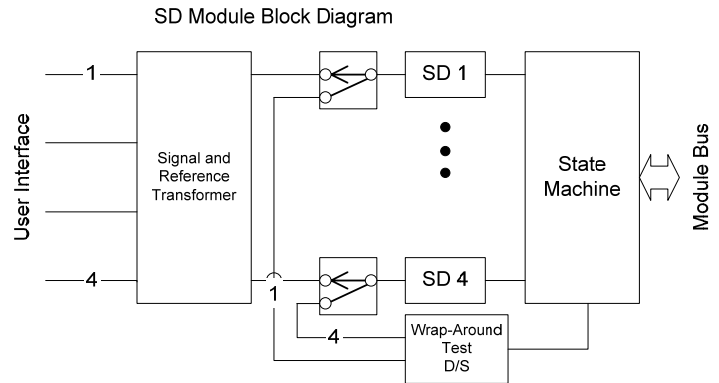 SD Module Block Diagram
User Interface
1
4
Signal and
Reference
Transformer
SD 1
SD 4
1
4
Wrap-Around
Test
D/S
State
Machine
Module Bus